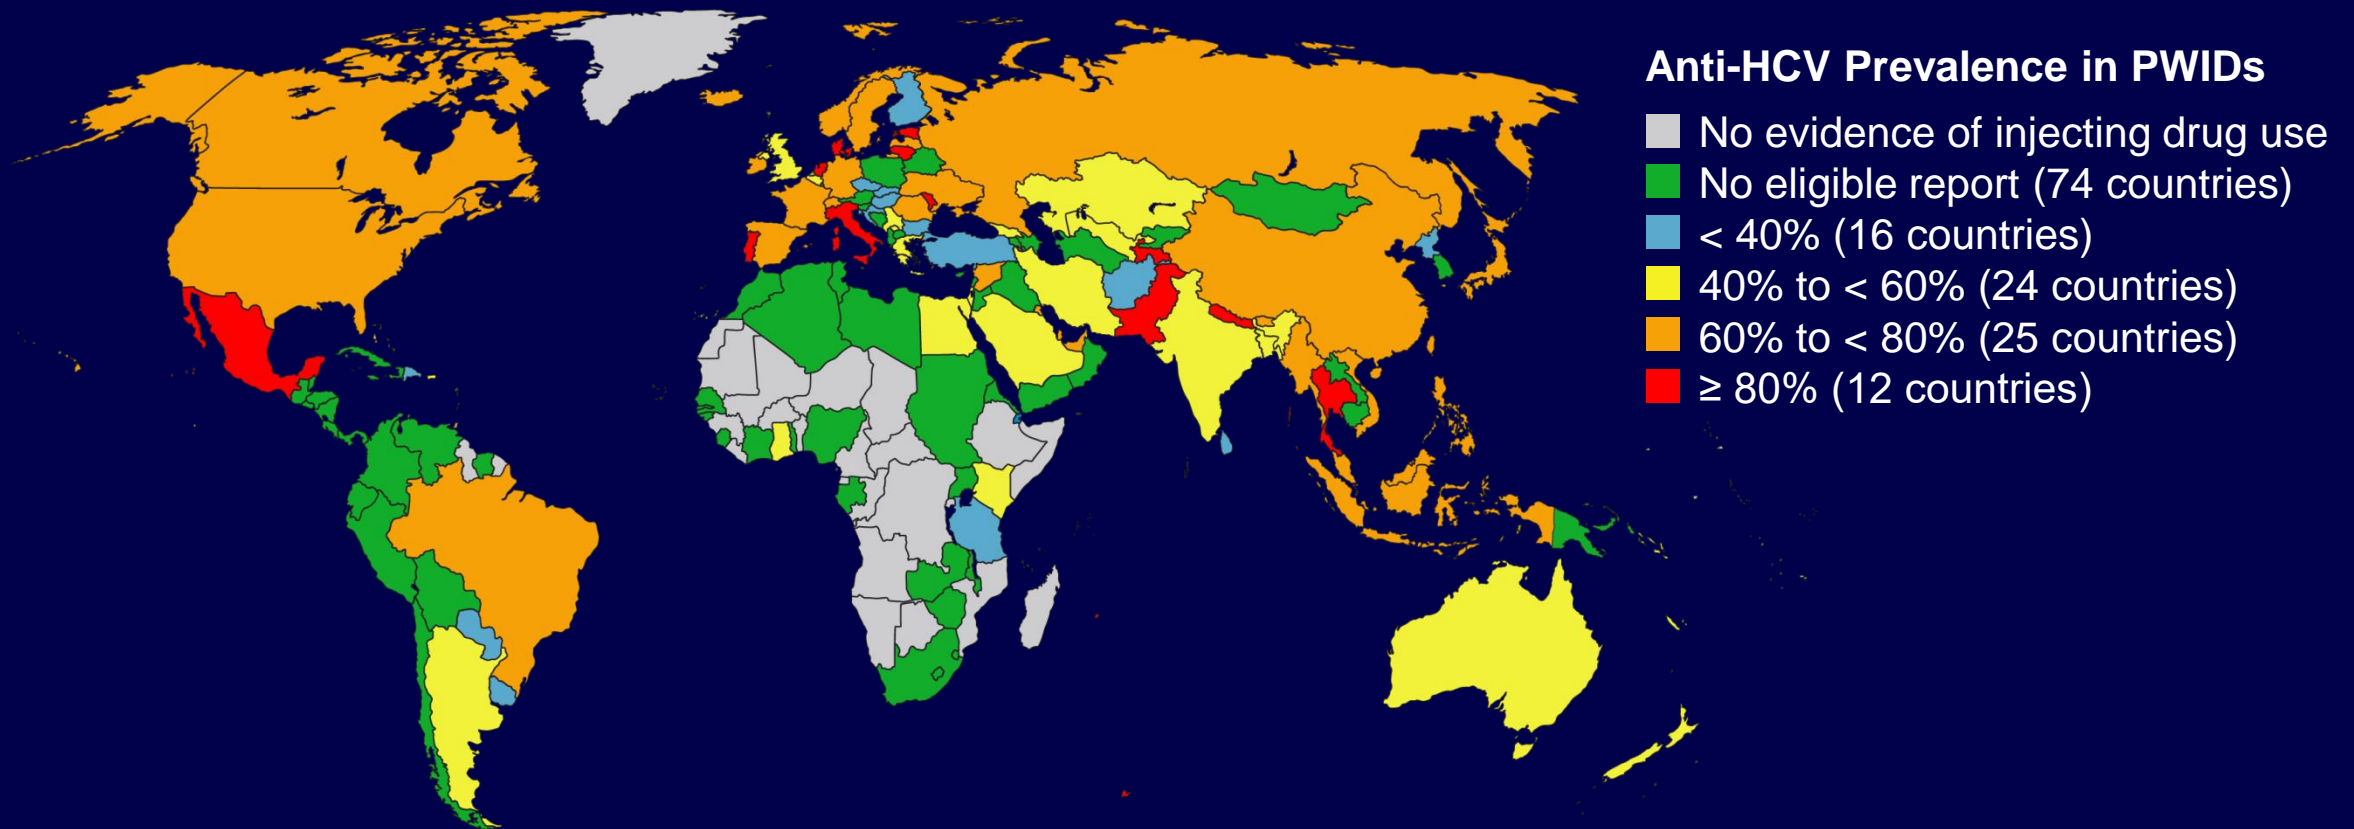 Anti-HCV Prevalence in PWIDs
No evidence of injecting drug use
No eligible report (74 countries)
< 40% (16 countries)
40% to < 60% (24 countries)
60% to < 80% (25 countries)
≥ 80% (12 countries)